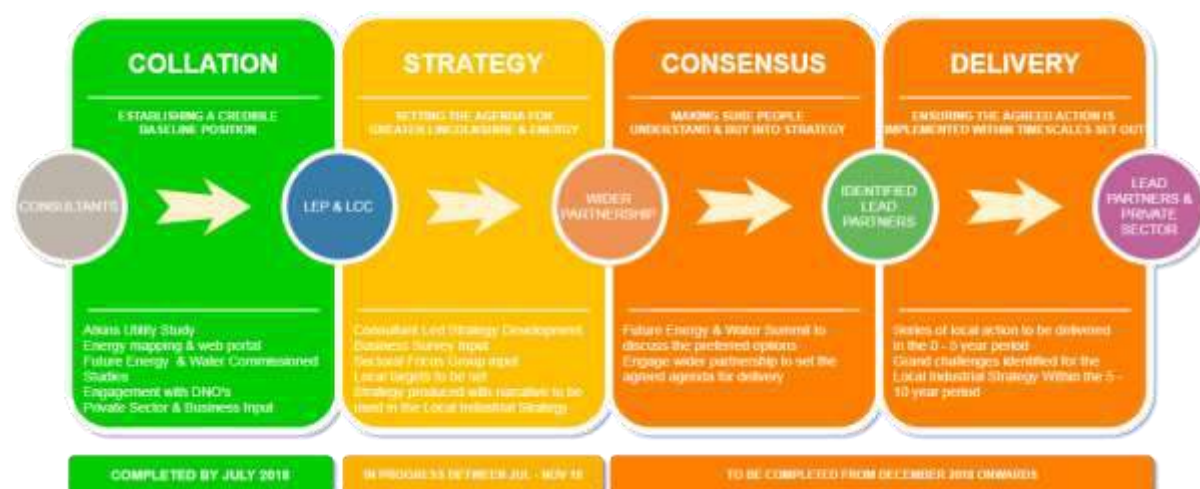 COLLATION
ESTABLISHING A CREDIBLE
BASELINE POSITION
CONSULTANTS
LEP & LCC
Atkins Utility Study
Energy mapping & web portal
Future Energy & Water Commissioned
Studies
Engagement with DNO's
Private Sector & Business Input
COMPLETED BY JULY 2018
STRATEGY
SETTING THE AGENDA FOR
GREATER LINCOLNSHIRE & ENERGY
WIDER
PARTNERSHIP
Consultant Led Strategy Development
Business Survey Input
Sectoral Focus Group input
Local targets to be set
Strategy produced with narrative to be
used in the Local Industrial Strategy
IN PROGRESS BETWEEN JUL - NOV 18
CONSENSUS
MAKING SURE PEOPLE
UNDERSTAND & BUY INTO STRATEGY
IDENTIFIED
LEAD
PARTNERS
Future Energy & Water Summit to
discuss the preferred options
Engage wider partnership to set the
agreed agenda for delivery
DELIVERY
ENSURING THE AGREED ACTION IS
IMPLEMENTED WITHIN TIMESCALES SET OUT
LEAD
PARTNERS &
PRIVATE
SECTOR
Series of local action to be delivered
in the 0 - 5 year period
Grand challenges identified for the
Local Industrial Strategy Within the 5 -
10 year period
TO BE COMPLETED FROM DECEMBER 2018 ONWARDS